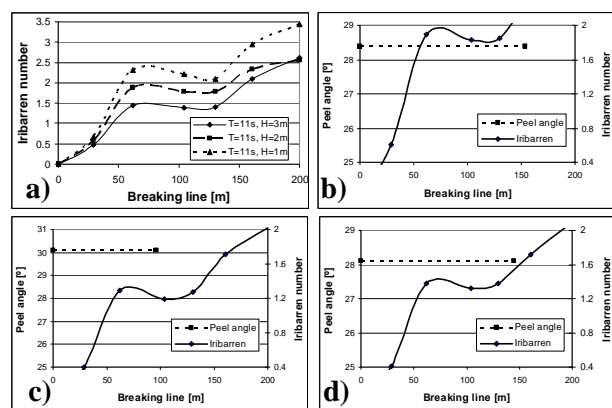 3.5
3
2.5
2
1.5
1
0.5
0
Iribarren number
T=11s, H=3m
T=11s, H=2m
T=11s, H=1m
0 50 100 150 200
a) Breaking line [m]
29
28
27
26
25
Peel angle [º]
2
1.6
1.2
0.8
0.4
Iribarren number
Peel angle
Iribarren
0 50 100 150 200
b) Breaking line [m]
31
30
29
28
27
26
25
Peel angle [º]
2
1.6
1.2
0.8
0.4
Iribarren number
Peel angle
Iribarren
0 50 100 150 200
c) Breaking line [m]
29
28
27
26
25
Peel angle [º]
2
1.6
1.2
0.8
0.4
Iribarren number
Peel angle
Iribarren
0 50 100 150 200
d) Breaking line [m]